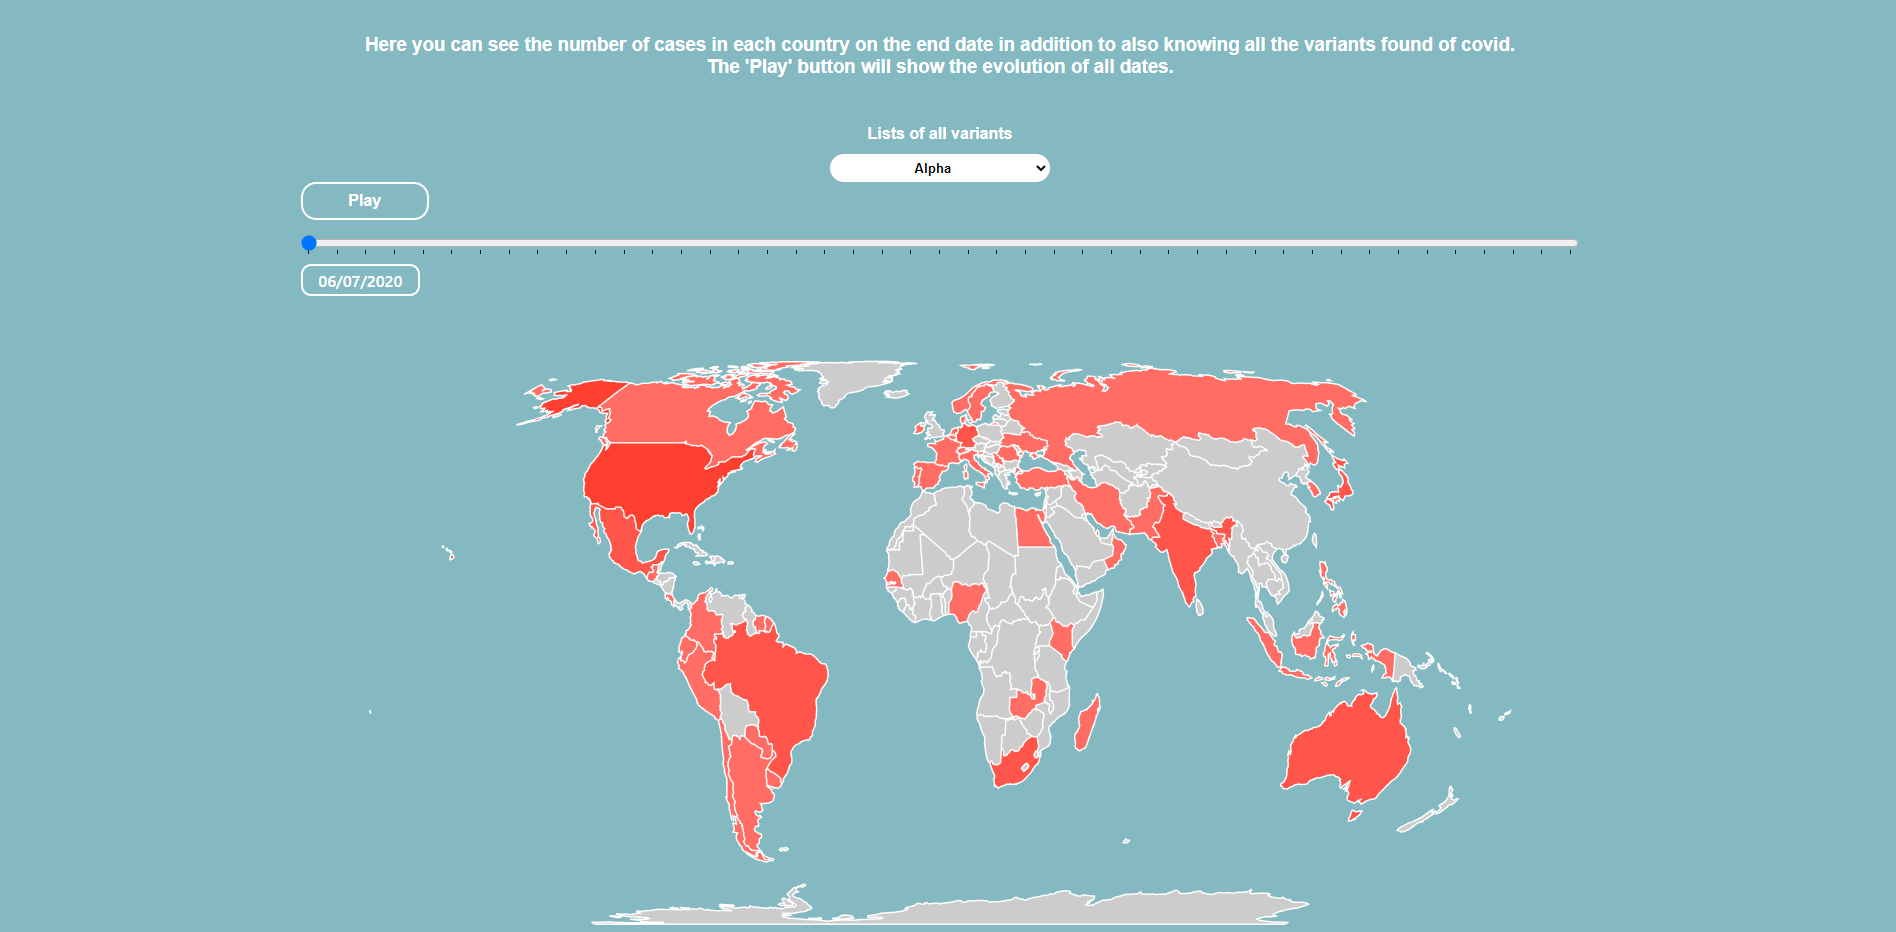 Here you can see the number of cases in each country on the end date in addition to also knowing all the variants found of covid.
The 'Play' button will show the evolution of all dates.
Lists of all variants
Alpha
Play
06/07/2020